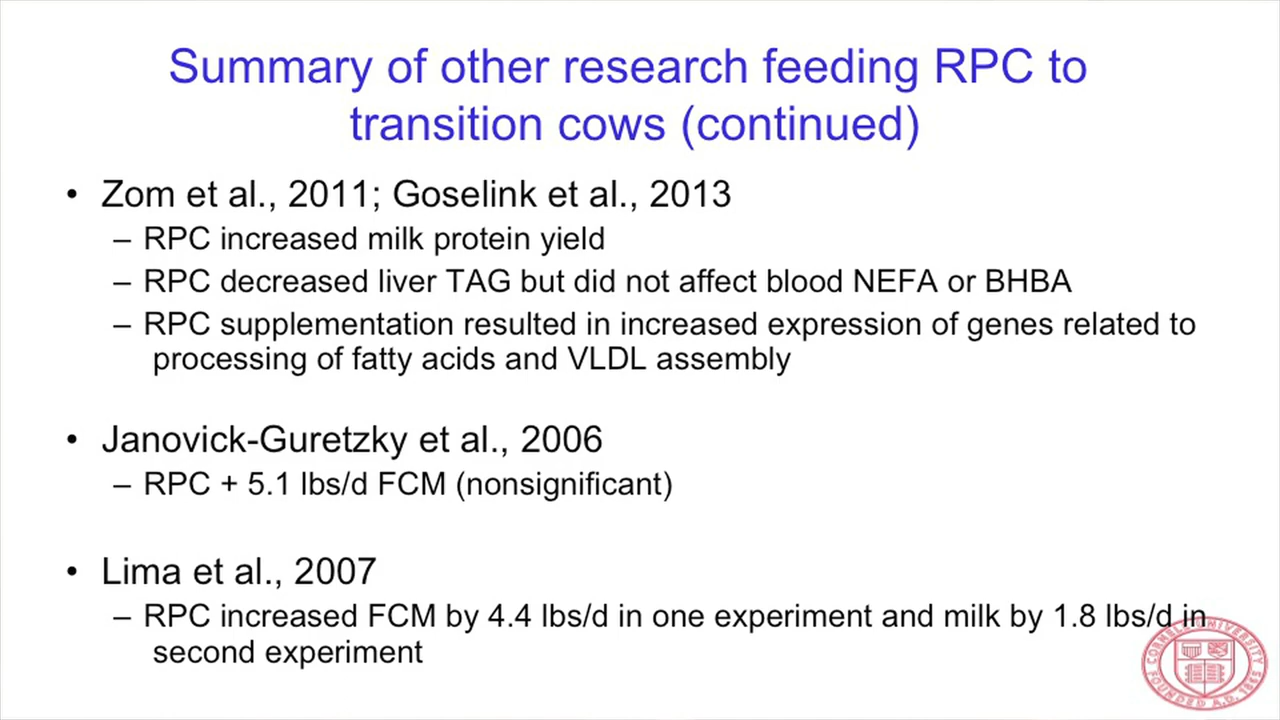 Summary of other research feeding RPC to
transition cows (continued)
• Zom et al., 2011; Goselink et al., 2013
– RPC increased milk protein yield
– RPC decreased liver TAG but did not affect blood NEFA or BHBA
– RPC supplementation resulted in increased expression of genes related to
processing of fatty acids and VLDL assembly
• Janovick-Guretzky et al., 2006
– RPC + 5.1 lbs/d FCM (nonsignificant)
• Lima et al., 2007
– RPC increased FCM by 4.4 lbs/d in one experiment and milk by 1.8 lbs/d in
second experiment
CORNELL UNIVERSITY
FOUNDED A.D. 1865